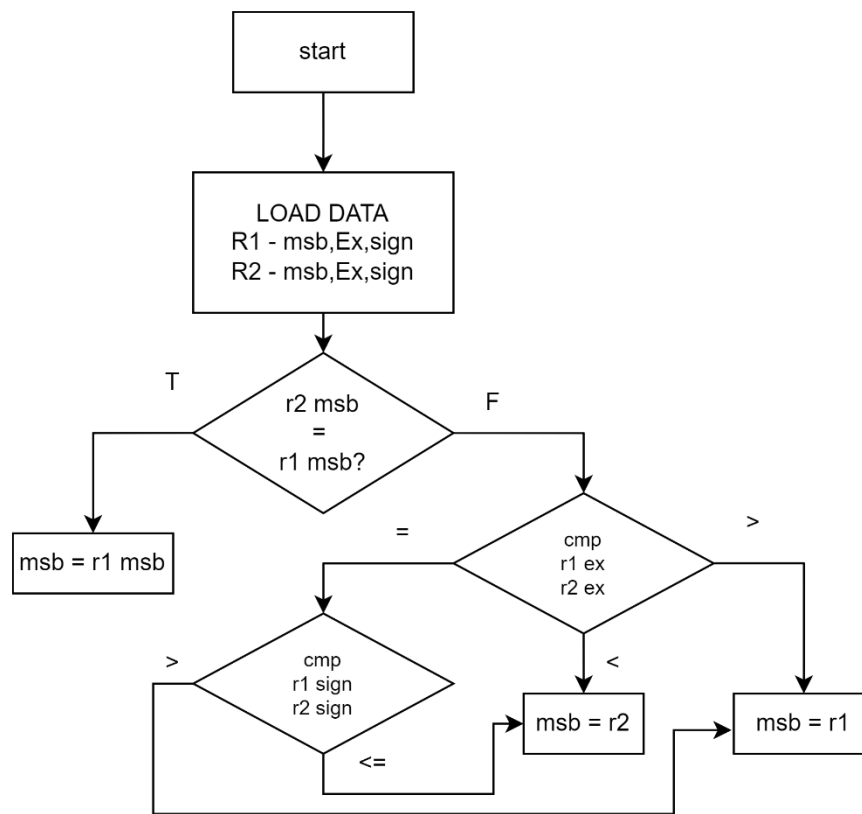 start
LOAD DATA
R1 - msb,Ex,sign
R2 - msb,Ex,sign
T
r2 msb
=
r1 msb?
F
=
cmp
r1 ex
r2 ex
>
msb = r1 msb
>
cmp
r1 sign
r2 sign
<
msb = r2
msb = r1
<=